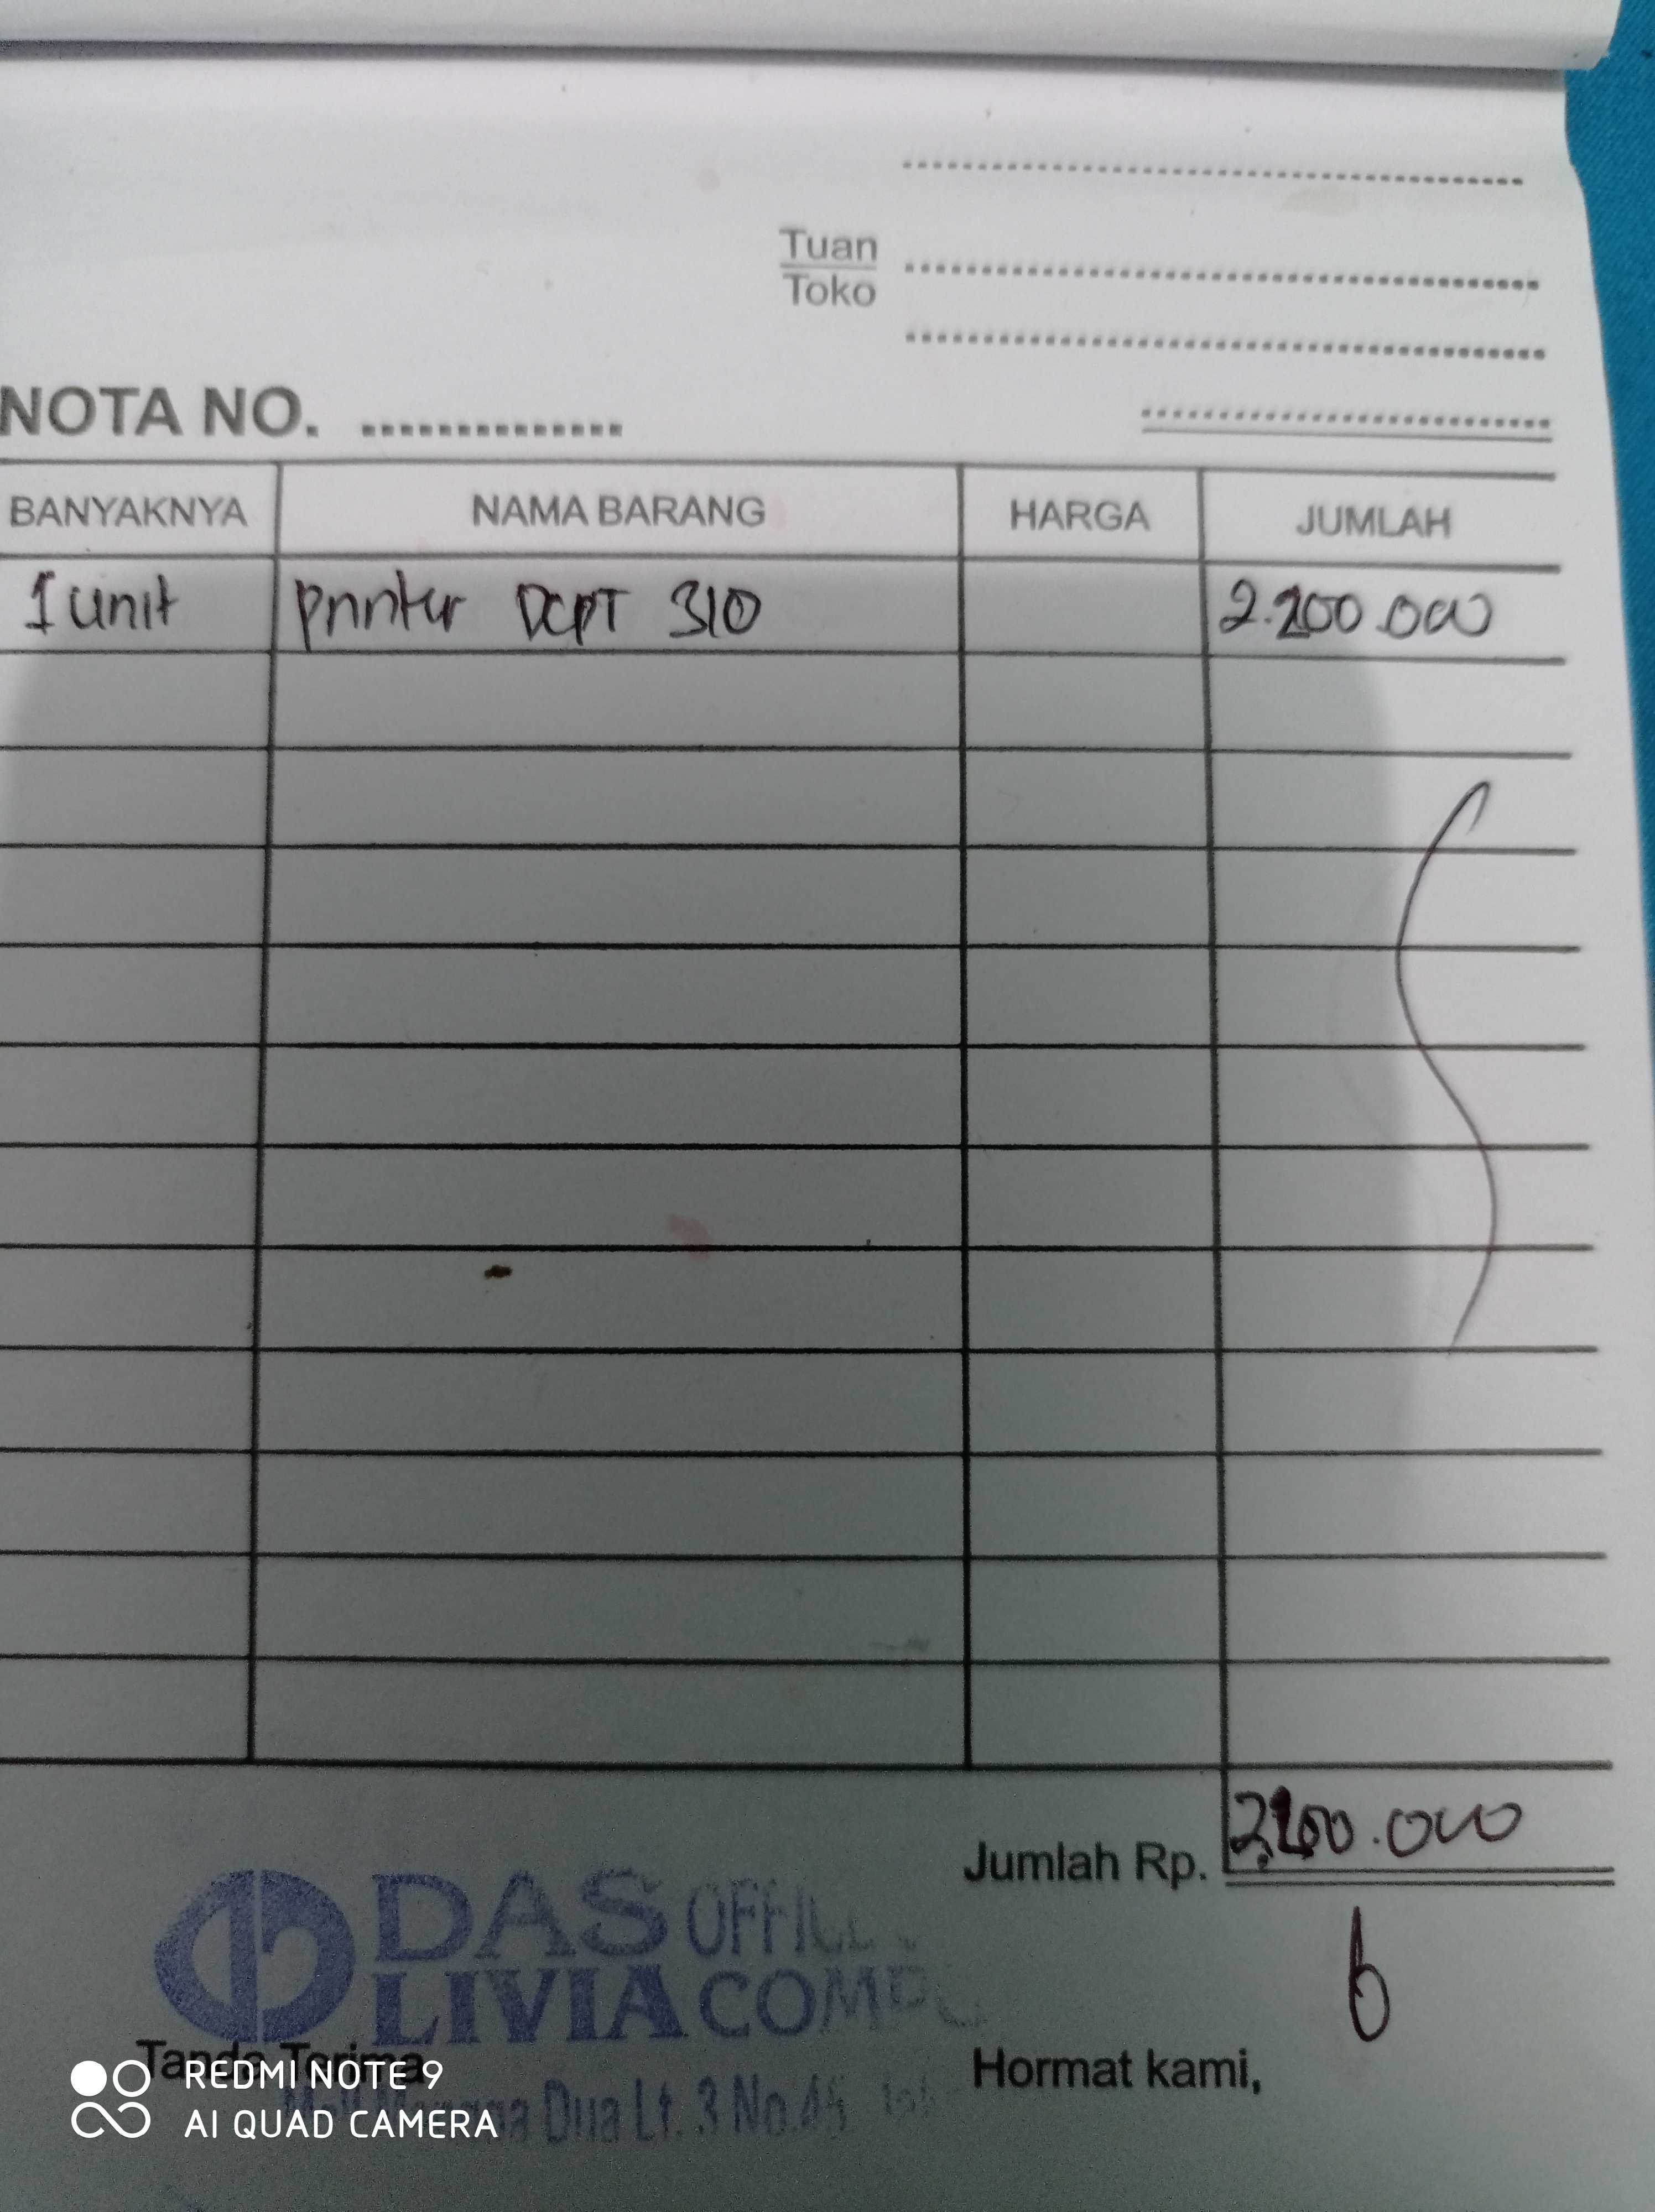 Tuan
Toko
NOTA NO. ...............
BANYAKNYA NAMA BARANG HARGA JUMLAH
1 unit printer DCPT 310 2.200.000
Jumlah Rp. 2.200.000
DAS OFFICE
LIVIA COMP
Tanda Terima
Hormat kami,
Dua Lt. 3 No.
REDMI NOTE 9
AI QUAD CAMERA